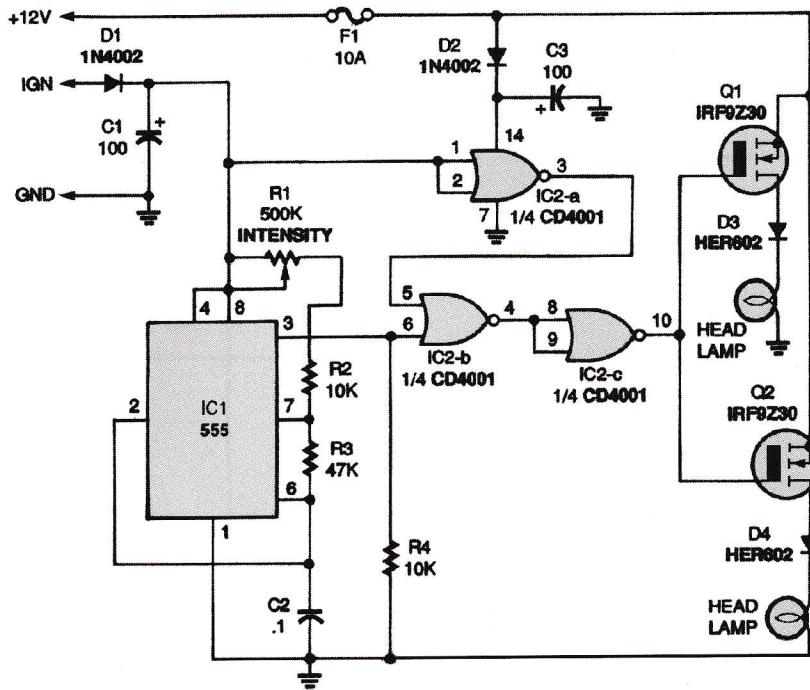 +12V
F1
10A
D1
1N4002
D2
1N4002
C3
100
+
IGN
C1
100
+
GND
Q1
IRF9Z30
14
1
2
3
7
IC2-a
1/4 CD4001
R1
500K
INTENSITY
D3
HER602
HEAD
LAMP
4
8
3
5
6
4
8
9
10
IC2-b
1/4 CD4001
IC2-c
1/4 CD4001
R2
10K
IC1
555
2
7
R3
47K
6
1
Q2
IRF9Z30
R4
10K
D4
HER602
C2
.1
HEAD
LAMP